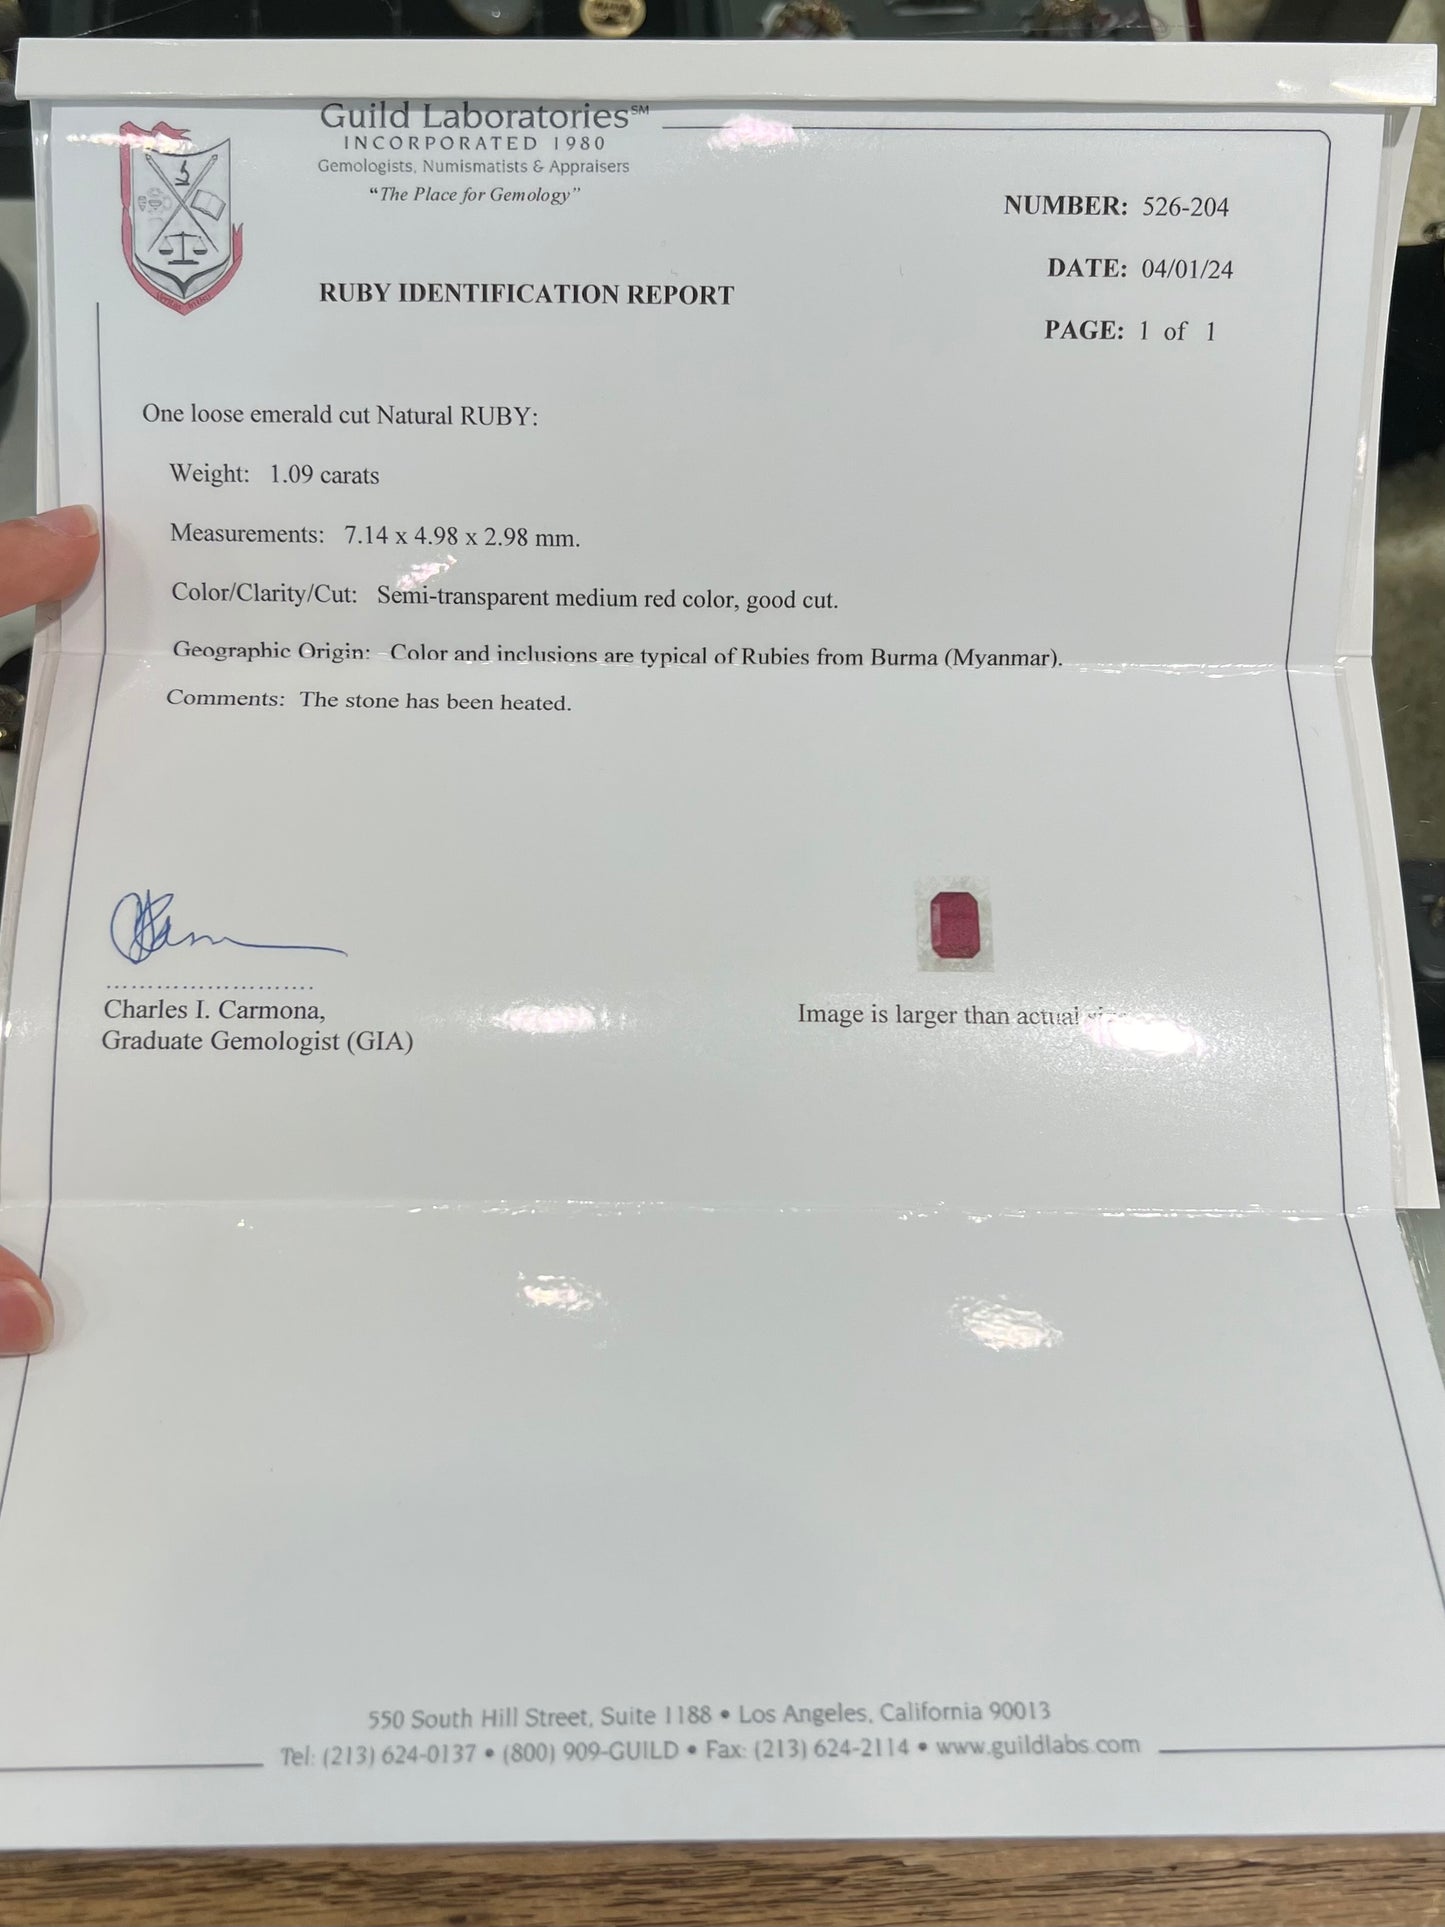 Guild Laboratories℠
INCORPORATED 1980
Gemologists, Numismatists & Appraisers
“The Place for Gemology”
NUMBER: 526-204
DATE: 04/01/24
PAGE: 1 of 1
RUBY IDENTIFICATION REPORT
One loose emerald cut Natural RUBY:
Weight: 1.09 carats
Measurements: 7.14 x 4.98 x 2.98 mm.
Color/Clarity/Cut: Semi-transparent medium red color, good cut.
Geographic Origin: Color and inclusions are typical of Rubies from Burma (Myanmar).
Comments: The stone has been heated.
Charles I. Carmona,
Graduate Gemologist (GIA)
Image is larger than actual
550 South Hill Street, Suite 1188 • Los Angeles, California 90013
Tel: (213) 624-0137 • (800) 909-GUILD • Fax: (213) 624-2114 • www.guildlabs.com